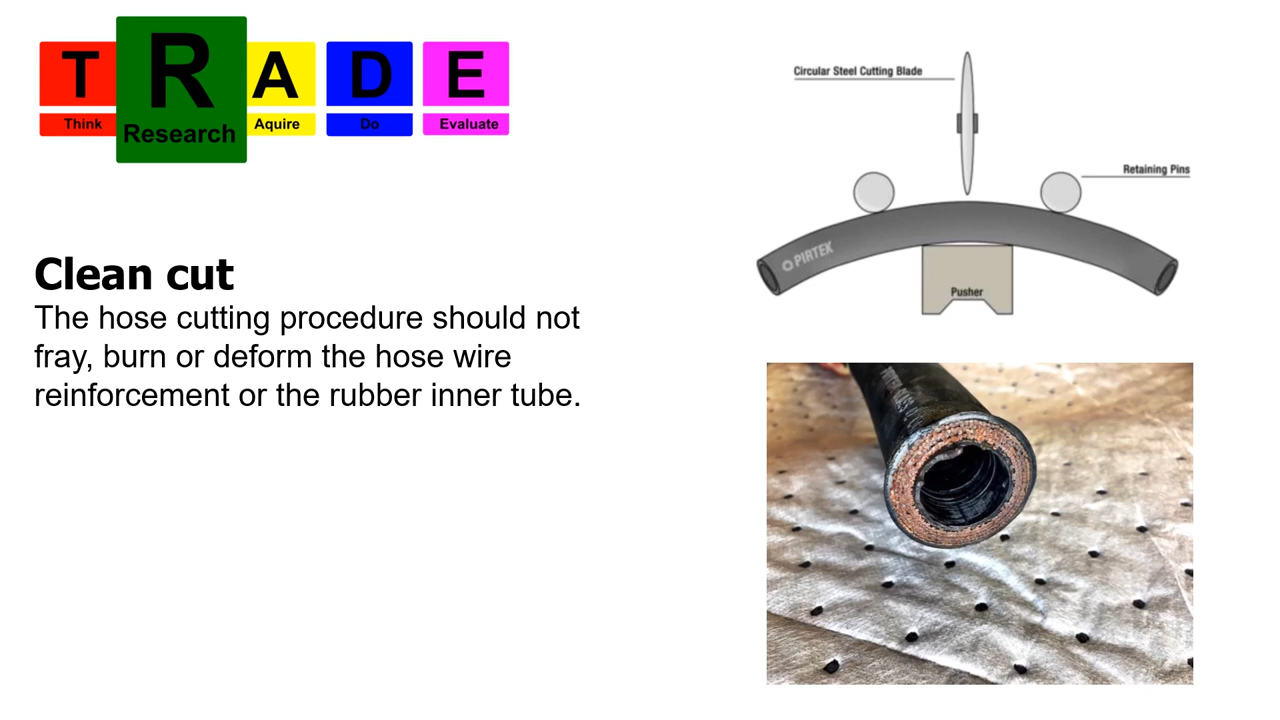 T R A D E
Think Research Aquire Do Evaluate
Circular Steel Cutting Blade
Retaining Pins
PIRTEK
Pusher
Clean cut
The hose cutting procedure should not
fray, burn or deform the hose wire
reinforcement or the rubber inner tube.